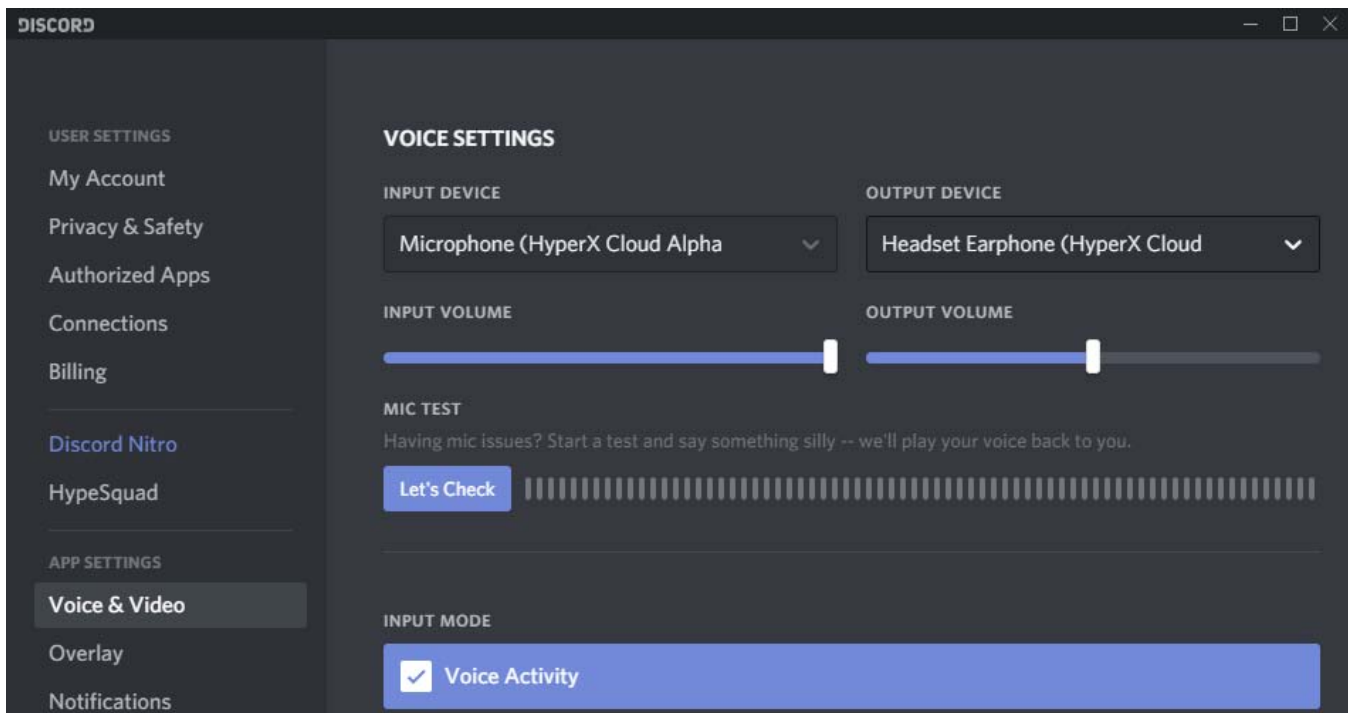 DISCORD
USER SETTINGS
My Account
Privacy & Safety
Authorized Apps
Connections
Billing
Discord Nitro
HypeSquad
APP SETTINGS
Voice & Video
Overlay
Notifications
VOICE SETTINGS
INPUT DEVICE
Microphone (HyperX Cloud Alpha
OUTPUT DEVICE
Headset Earphone (HyperX Cloud
INPUT VOLUME
OUTPUT VOLUME
MIC TEST
Having mic issues? Start a test and say something silly -- we'll play your voice back to you.
Let's Check
INPUT MODE
Voice Activity